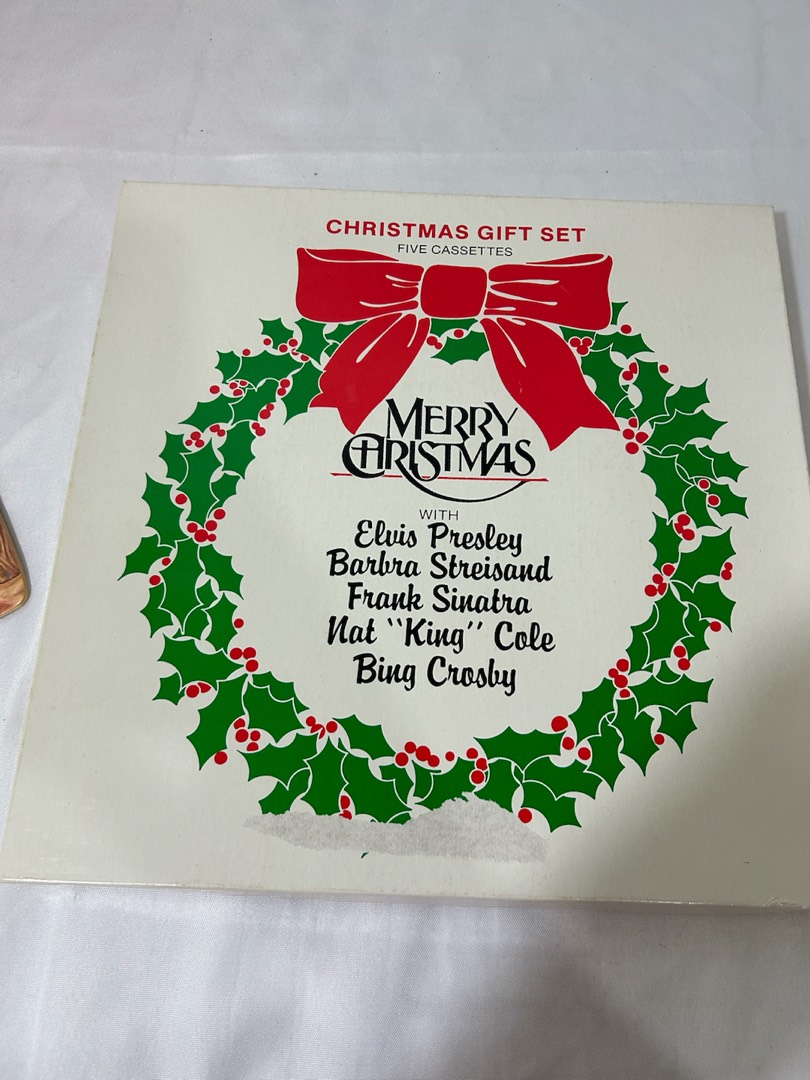 CHRISTMAS GIFT SET
FIVE CASSETTES
MERRY
CHRISTMAS
WITH
Elvis Presley
Barbra Streisand
Frank Sinatra
Nat "King" Cole
Bing Crosby